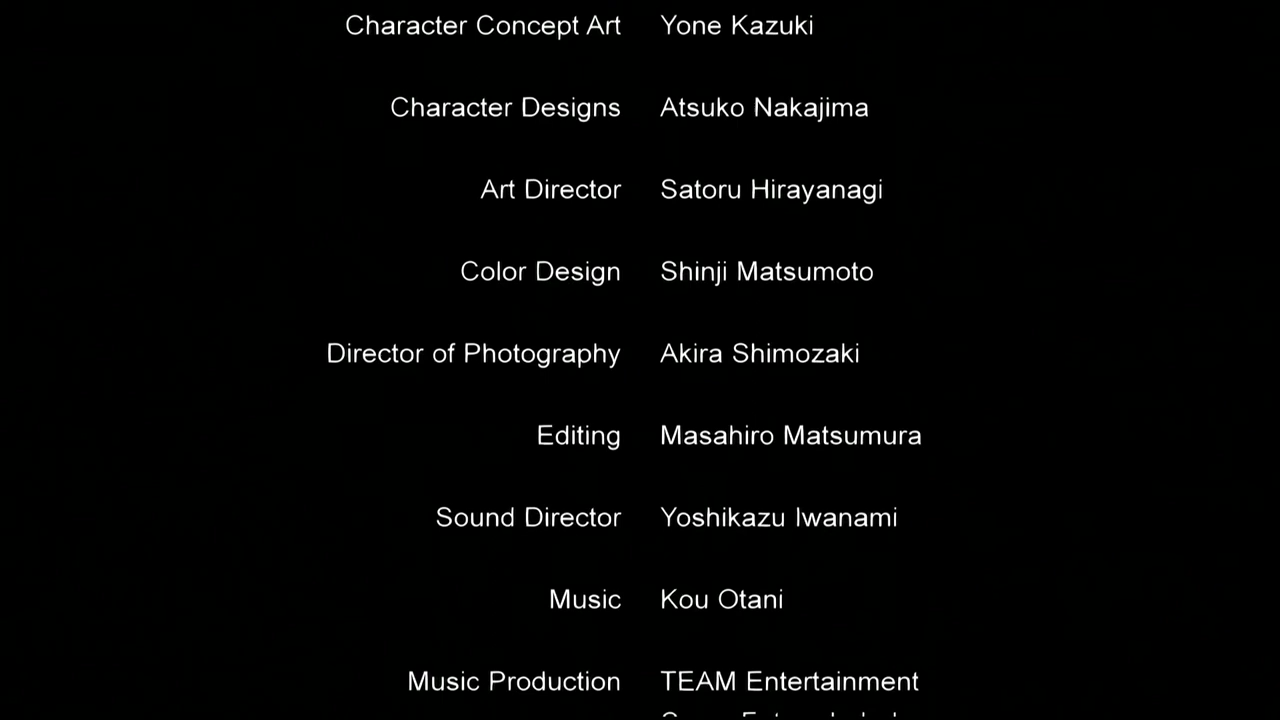 Character Concept Art Yone Kazuki
Character Designs Atsuko Nakajima
Art Director Satoru Hirayanagi
Color Design Shinji Matsumoto
Director of Photography Akira Shimozaki
Editing Masahiro Matsumura
Sound Director Yoshikazu Iwanami
Music Kou Otani
Music Production TEAM Entertainment